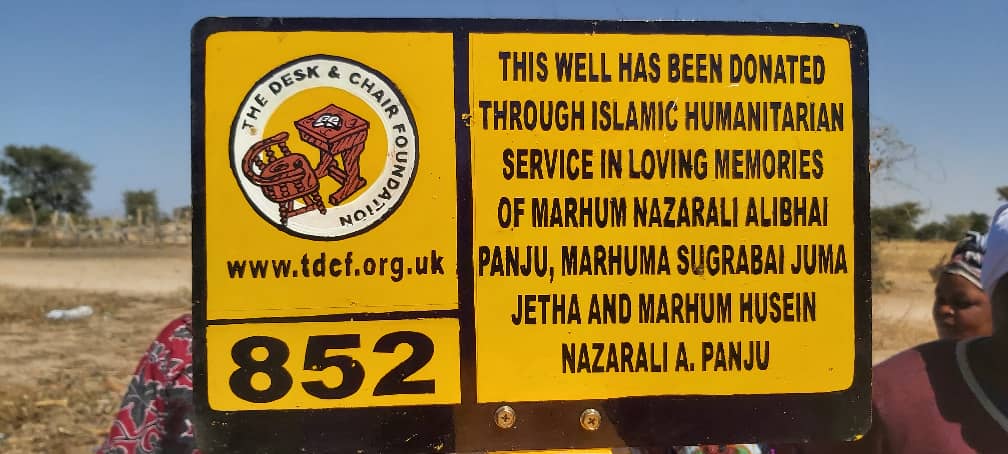 THE DESK & CHAIR FOUNDATION
www.tdcf.org.uk
852
THIS WELL HAS BEEN DONATED
THROUGH ISLAMIC HUMANITARIAN
SERVICE IN LOVING MEMORIES
OF MARHUM NAZARALI ALIBHAI
PANJU, MARHUMA SUGRABAI JUMA
JETHA AND MARHUM HUSEIN
NAZARALI A. PANJU